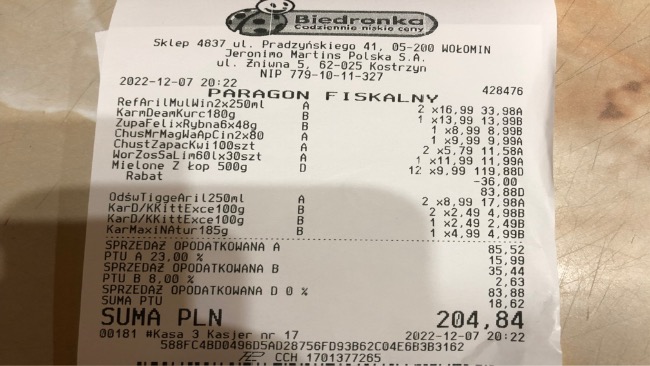 Biedronka
Codziennie niskie ceny
Sklep 4837 ul. Pradzyńskiego 41, 05-200 WOŁOMIN
Jeronimo Martins Polska S.A.
ul. Żniwna 5, 62-025 Kostrzyn
NIP 779-10-11-327
2022-12-07 20:22 428476
PARAGON FISKALNY
RefArilMulWin2x250ml A 2 x16,99 33,98A
KarmDeamKurc180g B 1 x13,99 13,99B
ZupaFelixRybna6x48g B 1 x8,99 8,99B
ChusMrMagWaApCin2x80 A 1 x9,99 9,99A
ChustZapacKwi100szt A 2 x5,79 11,58A
WorZosSaLim60lx30szt A 1 x11,99 11,99A
Mielone Z Łop 500g D 12 x9,99 119,88D
Rabat -36,00
83,88D
OdświTiggeAril250ml A 2 x8,99 17,98A
KarD/KKittExce100g B 2 x2,49 4,98B
KarD/KKittExce100g B 1 x2,49 2,49B
KarMaxiNAtur185g B 1 x4,99 4,99B
SPRZEDAŻ OPODATKOWANA A 85,52
PTU A 23,00 % 15,99
SPRZEDAŻ OPODATKOWANA B 35,44
PTU B 8,00 % 2,63
SPRZEDAŻ OPODATKOWANA D 0 % 83,88
SUMA PTU 18,62
SUMA PLN 204,84
00181 #Kasa 3 Kasjer nr 17 2022-12-07 20:22
588FC4BD0496D5AD28756FD93B62C04E6B3B3162
CCH 1701377265